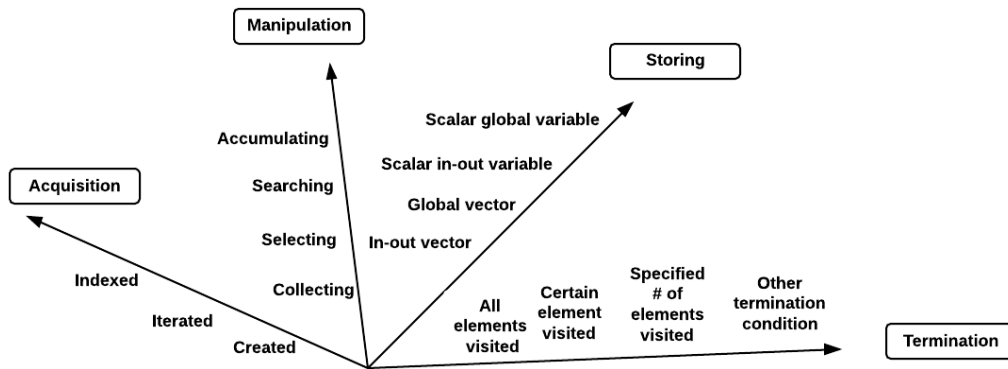 Manipulation
Storing
Accumulating
Scalar global variable
Scalar in-out variable
Acquisition
Searching
Global vector
Selecting
In-out vector
Indexed
Collecting
Iterated
Created
All
elements
visited
Certain
element
visited
Specified
# of
elements
visited
Other
termination
condition
Termination